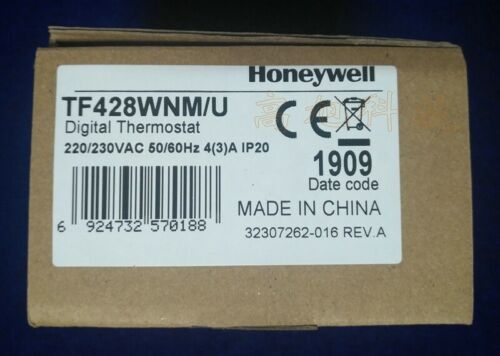 Honeywell
TF428WNM/U
Digital Thermostat
220/230VAC 50/60Hz 4(3)A IP20
CE
1909
Date code
6 924732 570188
MADE IN CHINA
32307262-016 REV.A